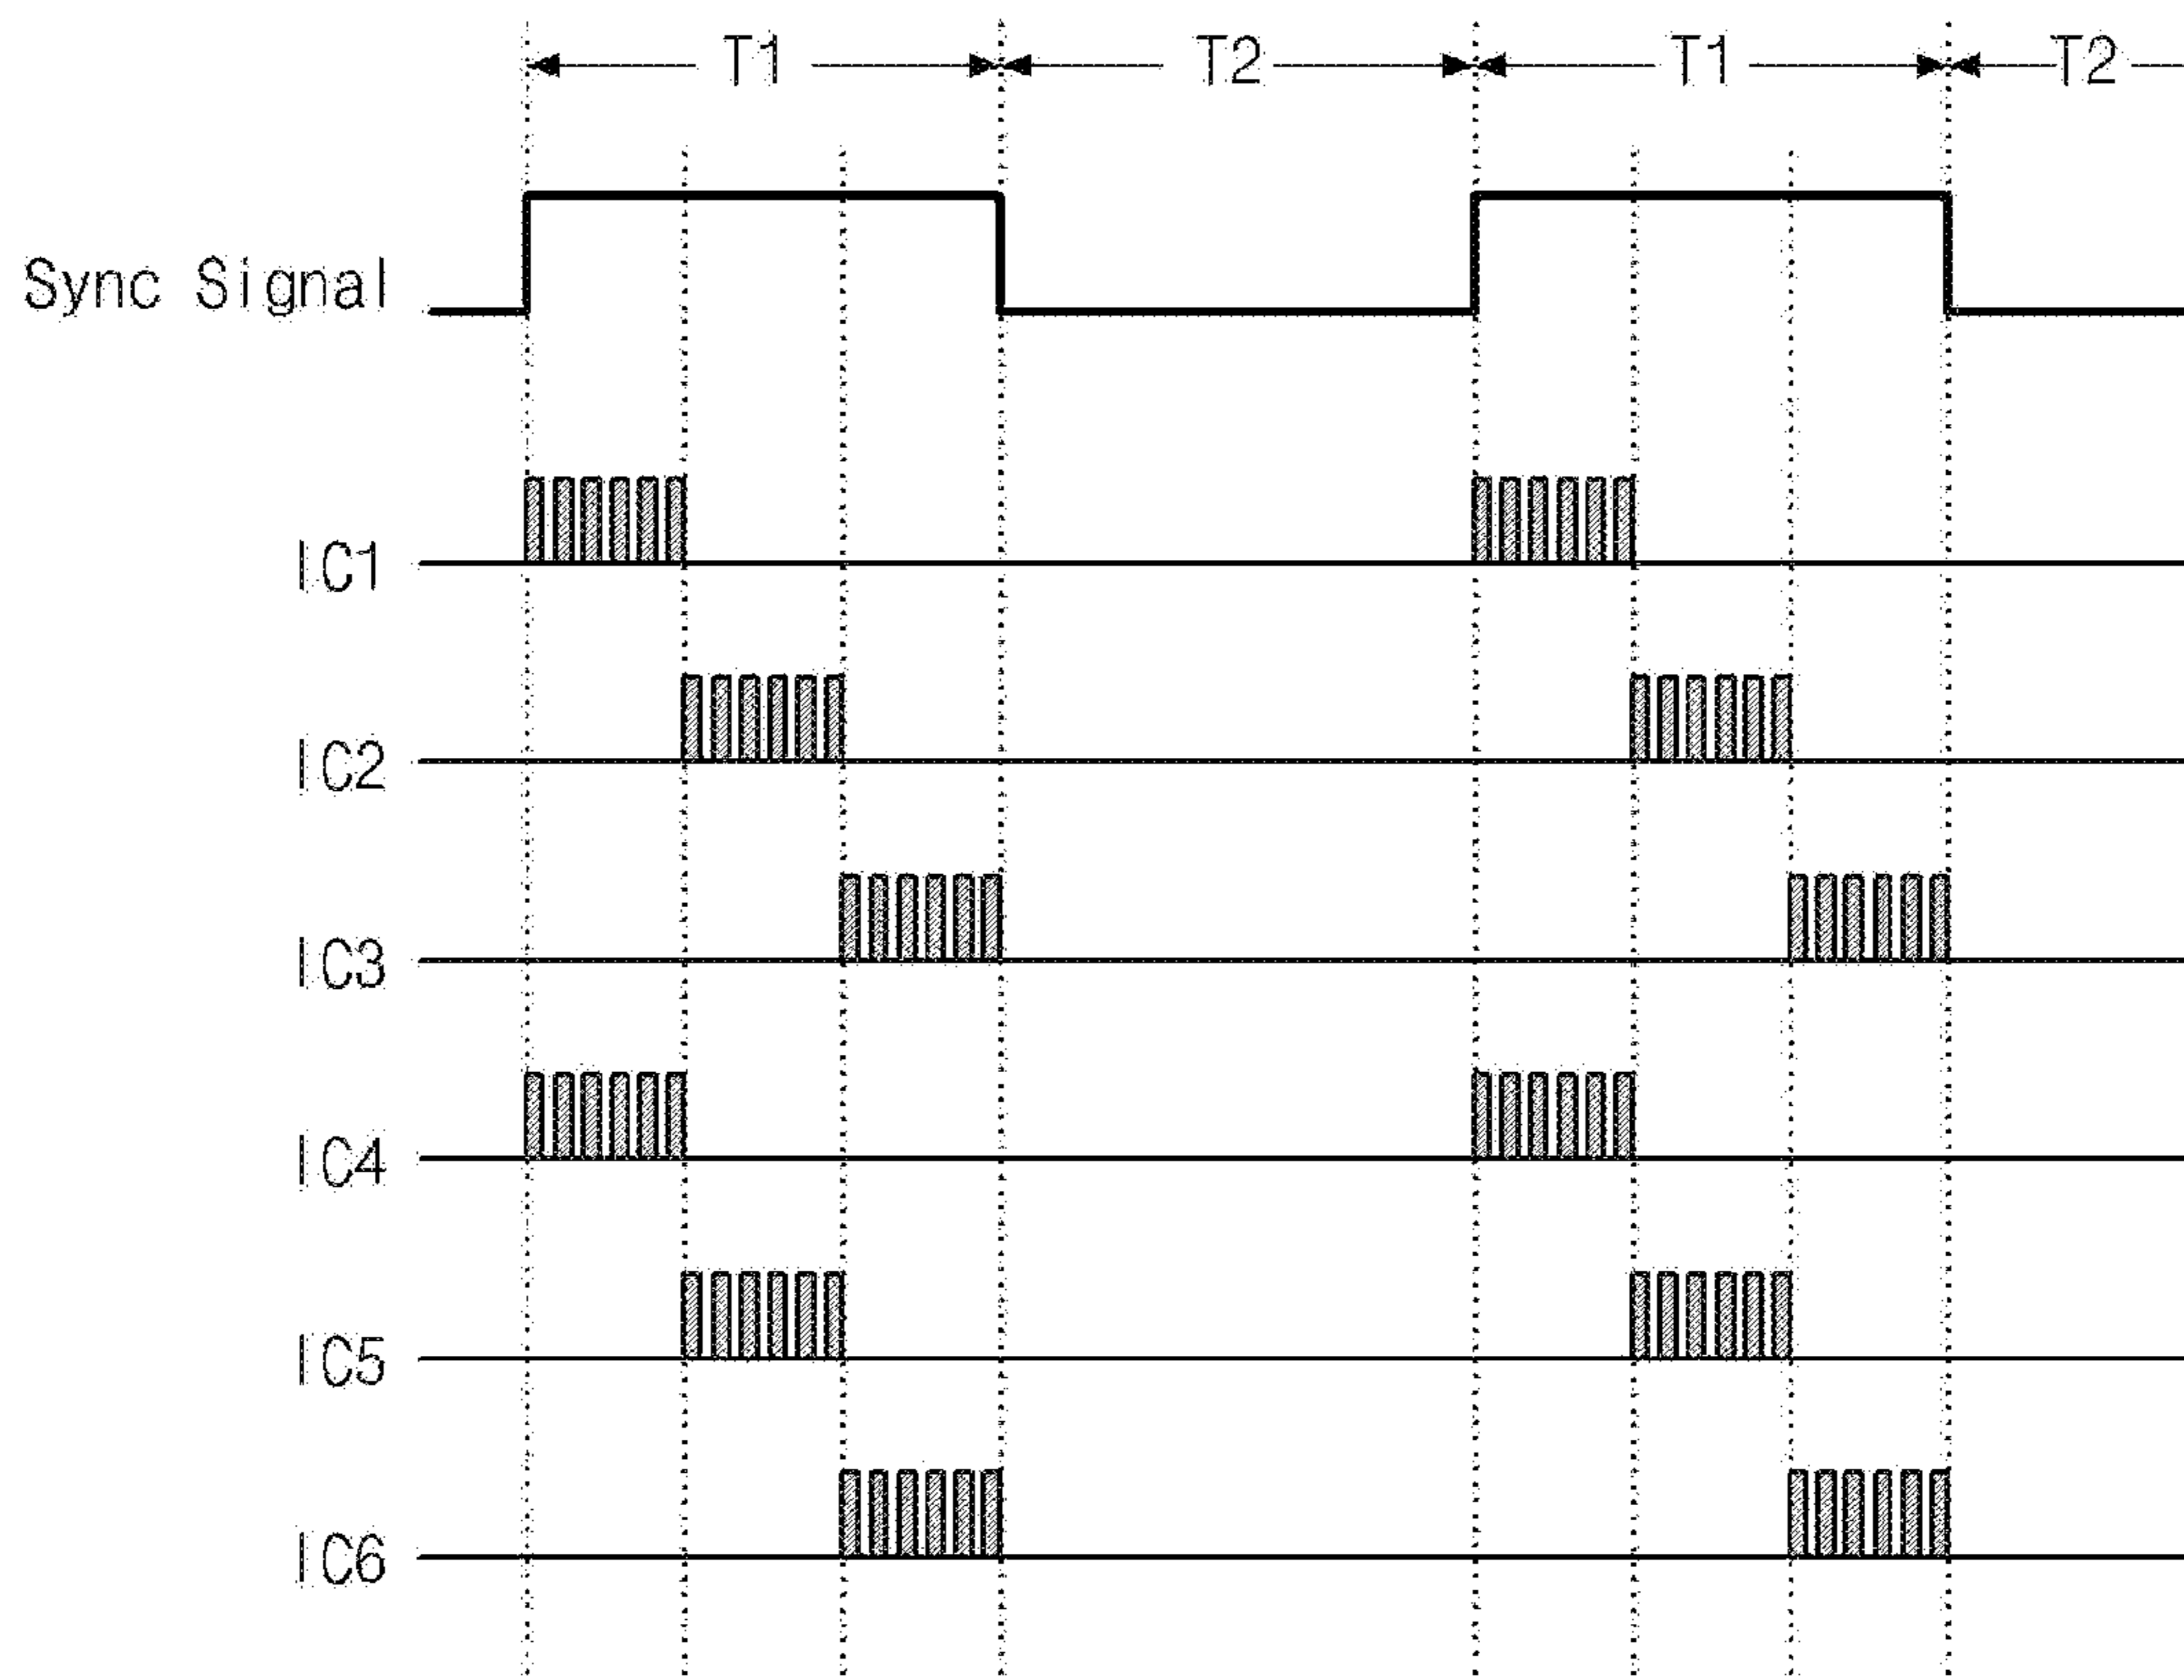 T1 T2 T1 T2
Sync Signal
IC1
IC2
IC3
IC4
IC5
IC6